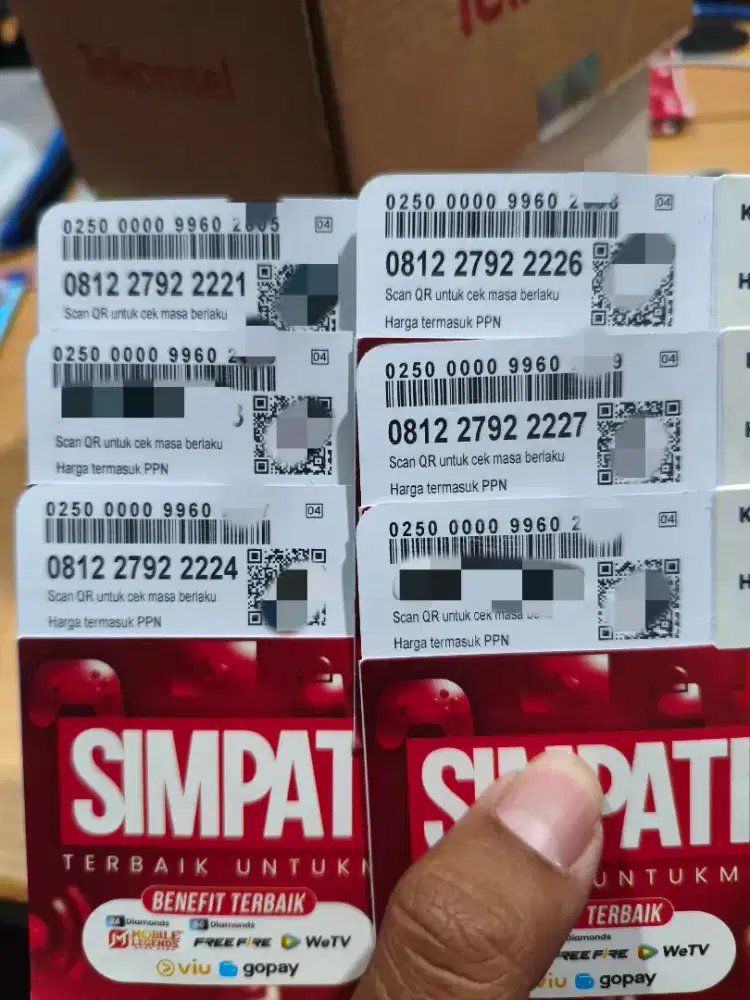 Telkomsel
0250 0000 9960
04
0812 2792 2221
Scan QR untuk cek masa berlaku
0250 0000 9960
04
Scan QR untuk cek masa berlaku
Harga termasuk PPN
0250 0000 9960
04
0812 2792 2224
Scan QR untuk cek masa berlaku
Harga termasuk PPN
SIMPAT
TERBAIK UNTUK
BENEFIT TERBAIK
Diamonds
Diamonds
MOBILE LEGENDS
FREE FIRE
WeTV
viu
gopay
0250 0000 9960
04
0812 2792 2226
Scan QR untuk cek masa berlaku
Harga termasuk PPN
0250 0000 9960
04
0812 2792 2227
Scan QR untuk cek masa berlaku
Harga termasuk PPN
0250 0000 9960 2
04
Scan QR untuk cek masa
Harga termasuk PPN
SIMPATI
UNTUKM
TERBAIK
Diamonds
FREE FIRE
WeTV
viu
gopay